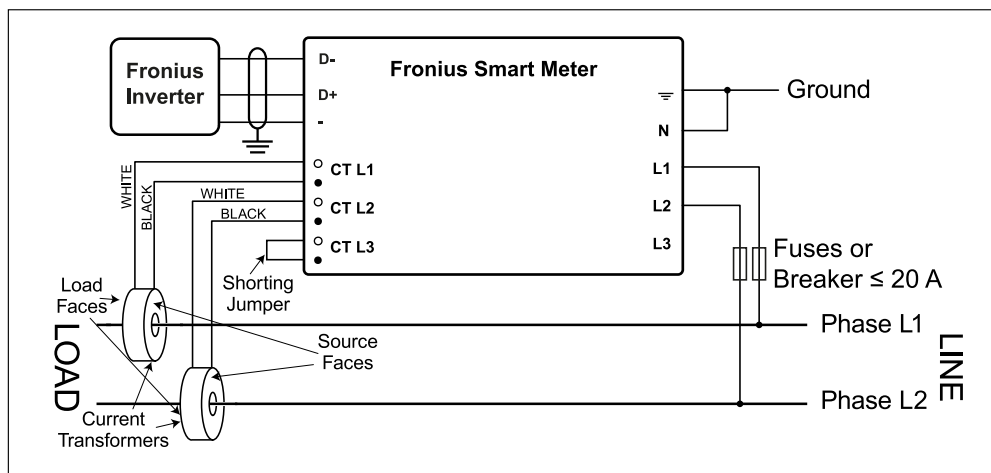 Fronius
Inverter
D-
D+
-
Fronius Smart Meter
N
L1
L2
L3
Ground
WHITE
BLACK
WHITE
BLACK
CT L1
CT L2
CT L3
Shorting
Jumper
Fuses or
Breaker ≤ 20 A
Load
Faces
LOAD
Source
Faces
Current
Transformers
Phase L1
Phase L2
LINE